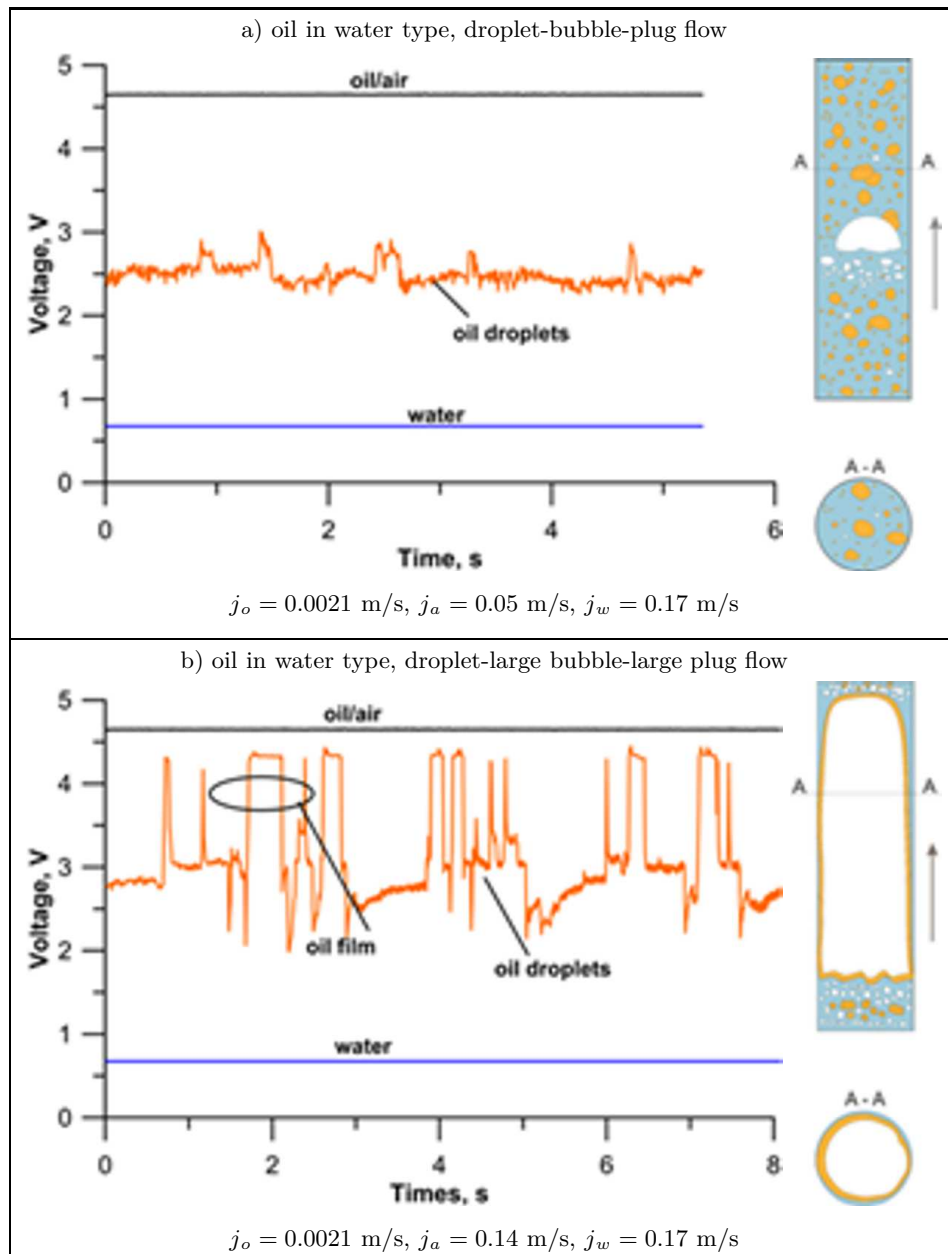 a) oil in water type, droplet-bubble-plug flow
5
oil/air
4
A A
3
Voltage, V
2
oil droplets
1
water
A - A
0
0 2 4 6
Time, s
j_o = 0.0021 m/s, j_a = 0.05 m/s, j_w = 0.17 m/s
b) oil in water type, droplet-large bubble-large plug flow
5
oil/air
4
A A
3
Voltage, V
oil film
oil droplets
2
1
water
A - A
0
0 2 4 6 8
Times, s
j_o = 0.0021 m/s, j_a = 0.14 m/s, j_w = 0.17 m/s